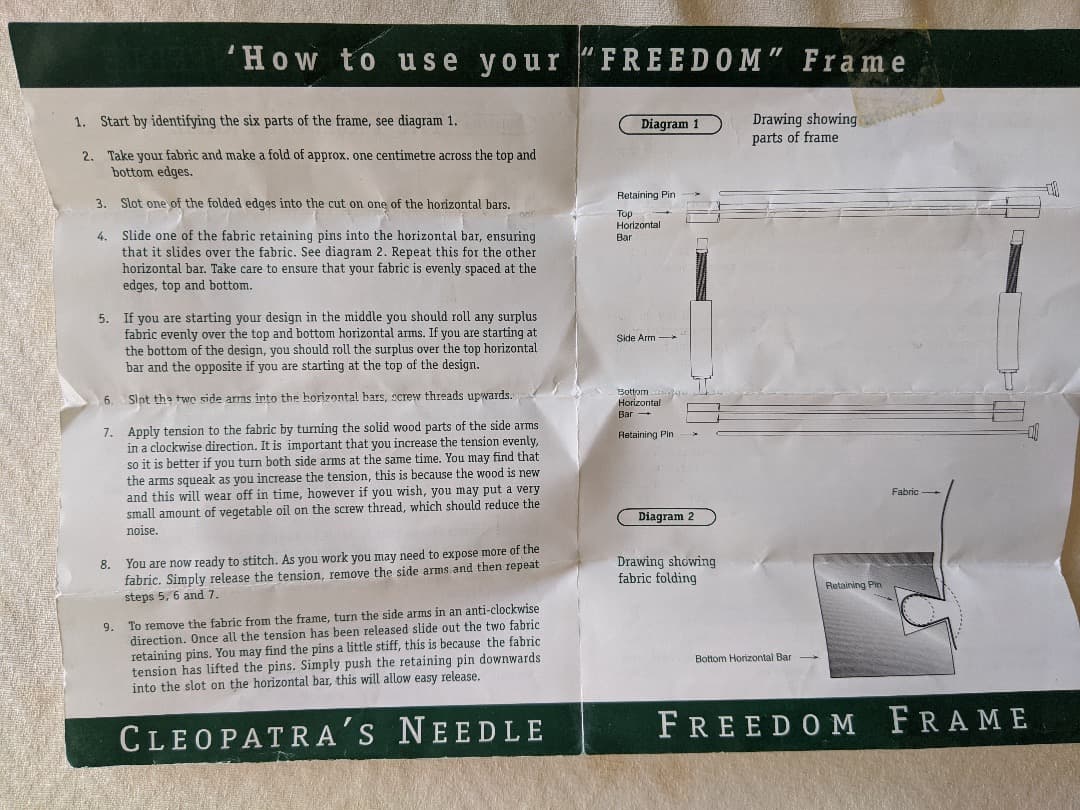 ‘How to use your “FREEDOM” Frame
1. Start by identifying the six parts of the frame, see diagram 1.
2. Take your fabric and make a fold of approx. one centimetre across the top and
bottom edges.
3. Slot one of the folded edges into the cut on one of the horizontal bars.
4. Slide one of the fabric retaining pins into the horizontal bar, ensuring
that it slides over the fabric. See diagram 2. Repeat this for the other
horizontal bar. Take care to ensure that your fabric is evenly spaced at the
edges, top and bottom.
5. If you are starting your design in the middle you should roll any surplus
fabric evenly over the top and bottom horizontal arms. If you are starting at
the bottom of the design, you should roll the surplus over the top horizontal
bar and the opposite if you are starting at the top of the design.
6. Slot the two side arms into the horizontal bars, screw threads upwards.
7. Apply tension to the fabric by turning the solid wood parts of the side arms
in a clockwise direction. It is important that you increase the tension evenly,
so it is better if you turn both side arms at the same time. You may find that
the arms squeak as you increase the tension, this is because the wood is new
and this will wear off in time, however if you wish, you may put a very
small amount of vegetable oil on the screw thread, which should reduce the
noise.
8. You are now ready to stitch. As you work you may need to expose more of the
fabric. Simply release the tension, remove the side arms and then repeat
steps 5, 6 and 7.
9. To remove the fabric from the frame, turn the side arms in an anti-clockwise
direction. Once all the tension has been released slide out the two fabric
retaining pins. You may find the pins a little stiff, this is because the fabric
tension has lifted the pins. Simply push the retaining pin downwards
into the slot on the horizontal bar, this will allow easy release.
Diagram 1
Drawing showing
parts of frame
Retaining Pin
Top
Horizontal
Bar
Side Arm
Bottom
Horizontal
Bar
Retaining Pin
Diagram 2
Drawing showing
fabric folding
Fabric
Retaining Pin
Bottom Horizontal Bar
CLEOPATRA'S NEEDLE
FREEDOM FRAME